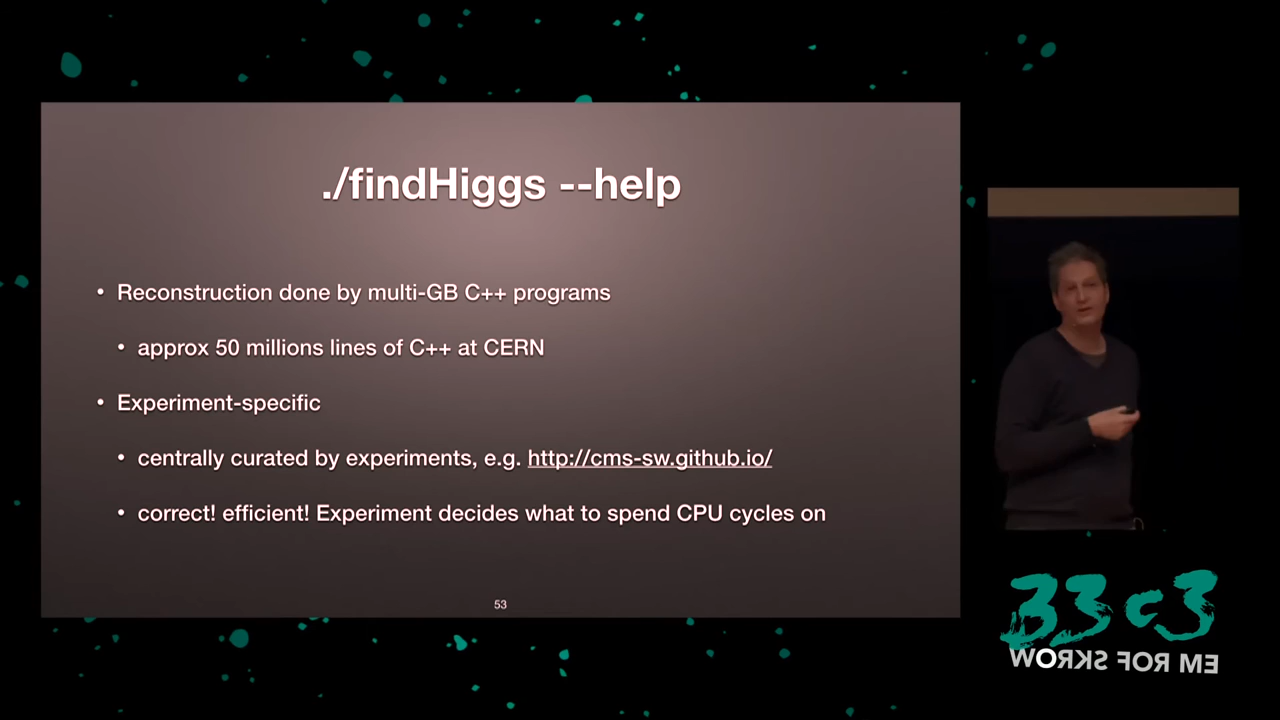 ./findHiggs --help
• Reconstruction done by multi-GB C++ programs
• approx 50 millions lines of C++ at CERN
• Experiment-specific
• centrally curated by experiments, e.g. http://cms-sw.github.io/
• correct! efficient! Experiment decides what to spend CPU cycles on
53
33c3
WORKS FOR ME